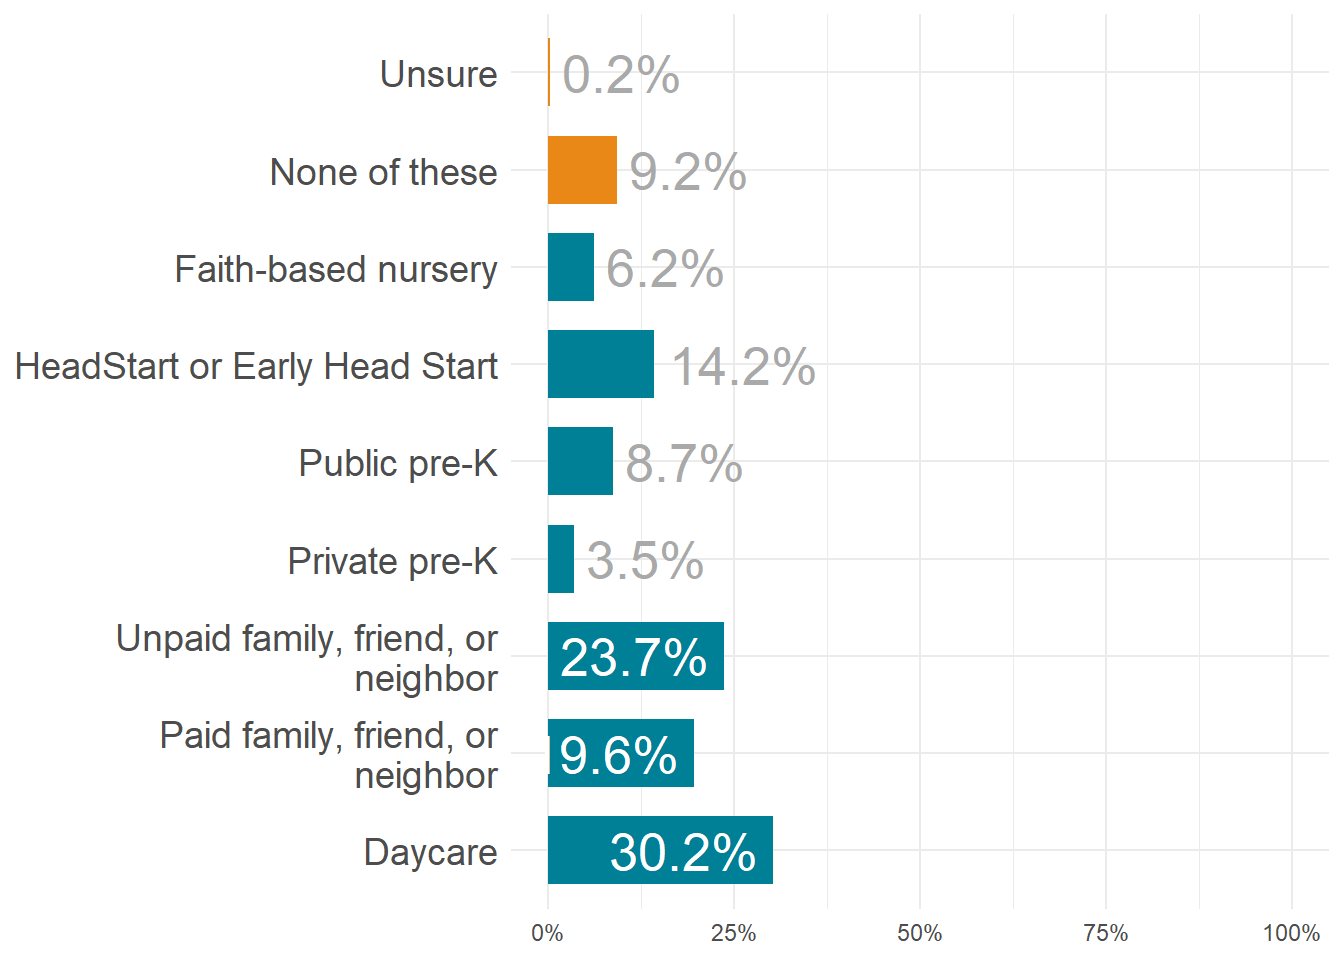 Unsure
0.2%
None of these
9.2%
Faith-based nursery
6.2%
HeadStart or Early Head Start
14.2%
Public pre-K
8.7%
Private pre-K
3.5%
Unpaid family, friend, or
neighbor
23.7%
Paid family, friend, or
neighbor
19.6%
Daycare
30.2%
0% 25% 50% 75% 100%